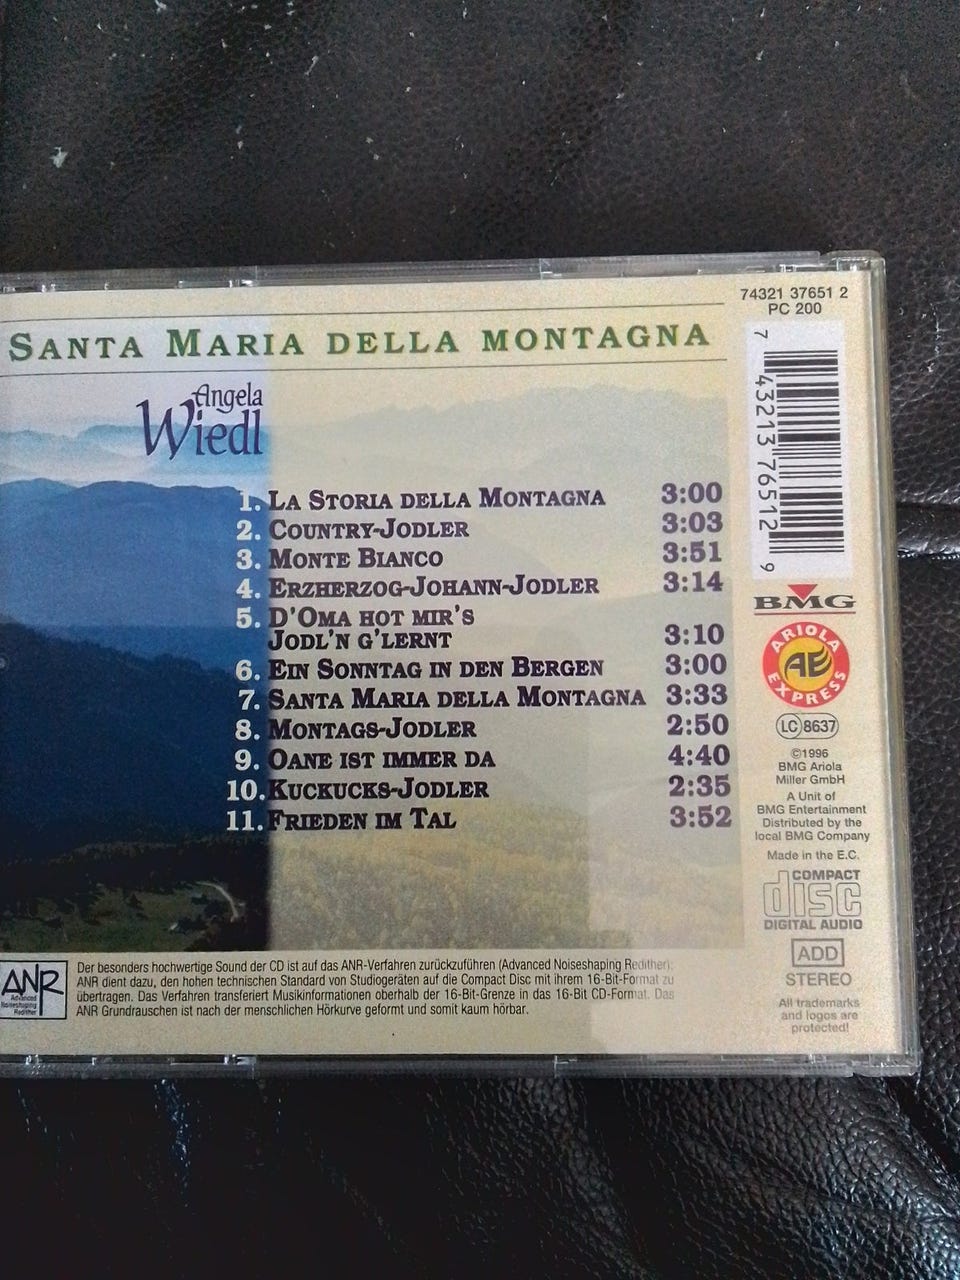 SANTA MARIA DELLA MONTAGNA
Angela
Wiedl
1. LA STORIA DELLA MONTAGNA 3:00
2. COUNTRY-JODLER 3:03
3. MONTE BIANCO 3:51
4. ERZHERZOG-JOHANN-JODLER 3:14
5. D'OMA HOT MIR'S
JODL'N G'LERNT 3:10
6. EIN SONNTAG IN DEN BERGEN 3:00
7. SANTA MARIA DELLA MONTAGNA 3:33
8. MONTAGS-JODLER 2:50
9. OANE IST IMMER DA 4:40
10. KUCKUCKS-JODLER 2:35
11. FRIEDEN IM TAL 3:52
ANR
Advanced
Noiseshaping
Redither
Der besonders hochwertige Sound der CD ist auf das ANR-Verfahren zurückzuführen (Advanced Noiseshaping Redither);
ANR dient dazu, den hohen technischen Standard von Studiogeräten auf die Compact Disc mit ihrem 16-Bit-Format zu
übertragen. Das Verfahren transferiert Musikinformationen oberhalb der 16-Bit-Grenze in das 16-Bit CD-Format. Das
ANR Grundrauschen ist nach der menschlichen Hörkurve geformt und somit kaum hörbar.
74321 37651 2
PC 200
7 43213 76512 9
BMG
ARIOLA
AE
EXPRESS
LC 8637
©1996
BMG Ariola
Miller GmbH
A Unit of
BMG Entertainment
Distributed by the
local BMG Company
Made in the E.C.
COMPACT
disc
DIGITAL AUDIO
ADD
STEREO
All trademarks
and logos are
protected!